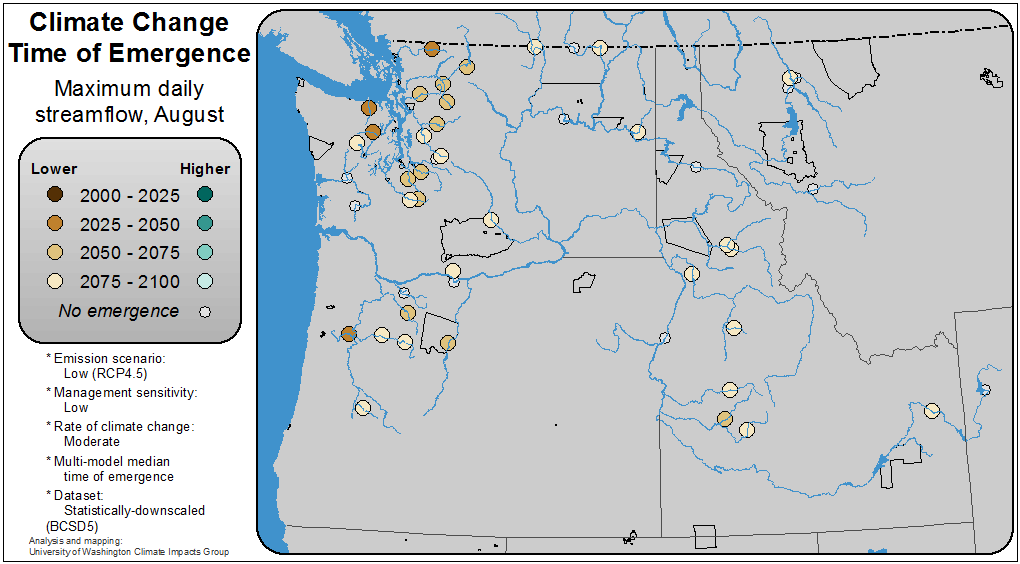 Climate Change
Time of Emergence
Maximum daily
streamflow, August
Lower Higher
2000 - 2025
2025 - 2050
2050 - 2075
2075 - 2100
No emergence
* Emission scenario:
Low (RCP4.5)
* Management sensitivity:
Low
* Rate of climate change:
Moderate
* Multi-model median
time of emergence
* Dataset:
Statistically-downscaled
(BCSD5)
Analysis and mapping:
University of Washington Climate Impacts Group